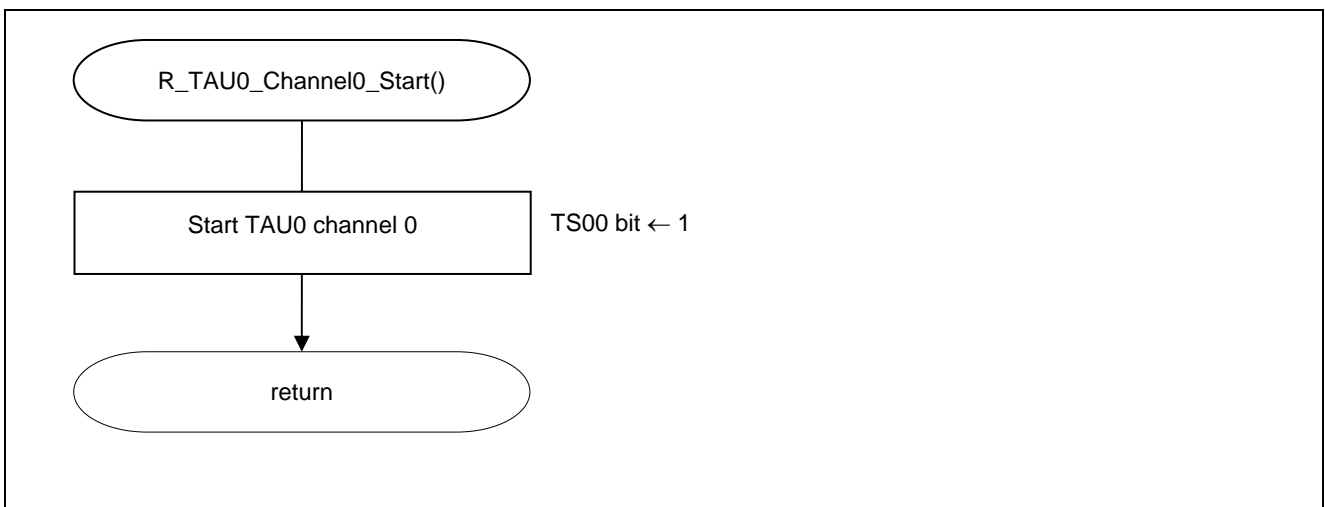 R_TAU0_Channel0_Start()
Start TAU0 channel 0
TS00 bit ← 1
return